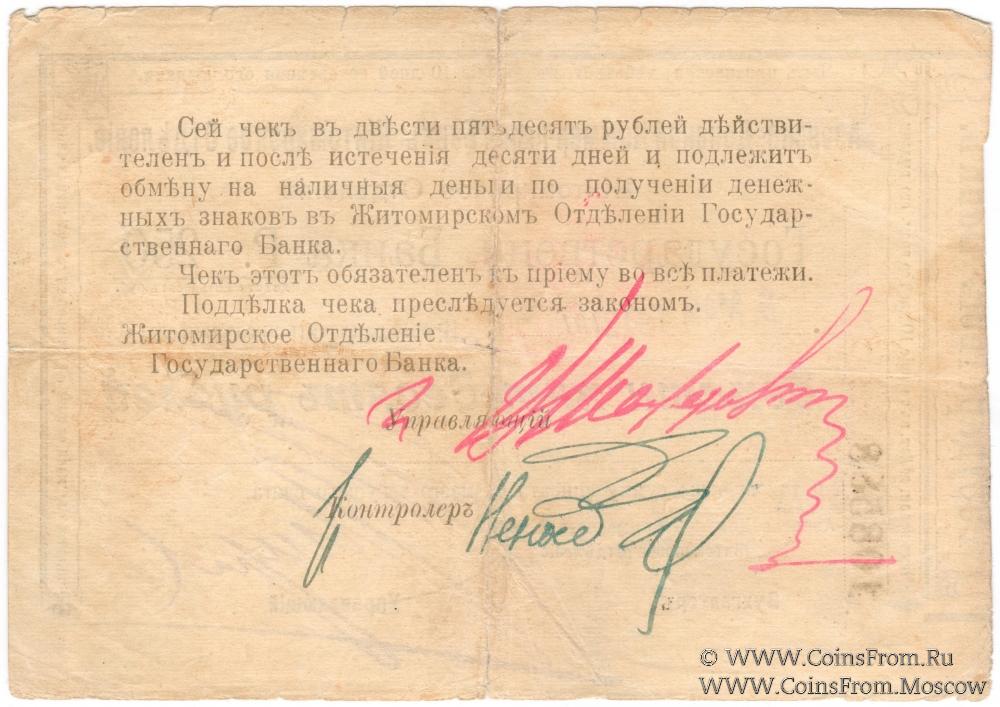 Сей чекъ въ двѣсти пятьдесятъ рублей дѣйстви-
теленъ и послѣ истеченія десяти дней и подлежитъ
обмѣну на наличныя деньги по полученіи денеж-
ныхъ знаковъ въ Житомирскомъ Отдѣленіи Государ-
ственнаго Банка.
Чекъ этотъ обязателенъ къ пріему во всѣ платежи.
Поддѣлка чека преслѣдуется закономъ.
Житомирское Отдѣленіе
Государственнаго Банка.
Управляющій
Контролеръ
© WWW.CoinsFrom.Ru
WWW.CoinsFrom.Moscow